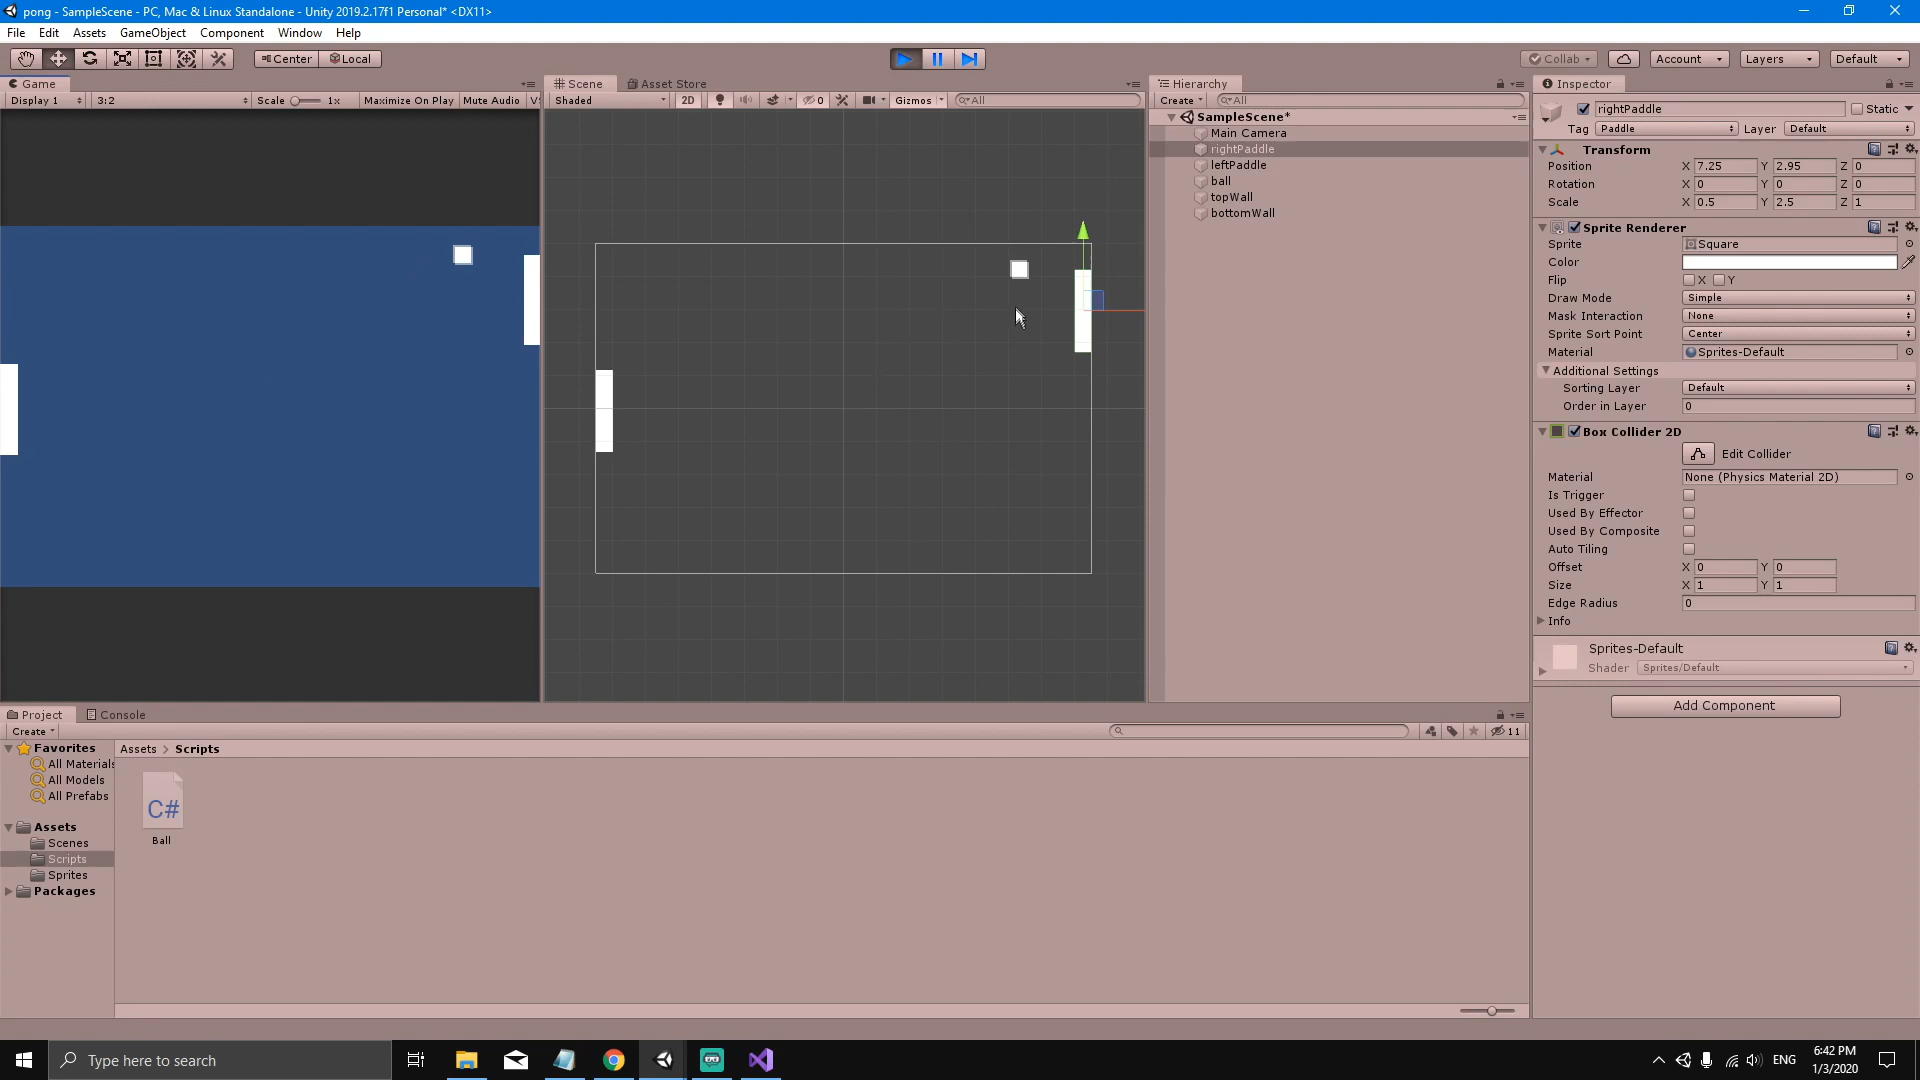 pong - SampleScene - PC, Mac & Linux Standalone - Unity 2019.2.17f1 Personal* <DX11>
File Edit Assets GameObject Component Window Help
Center Local Collab Account Layers Default
Game Scene Asset Store Hierarchy Inspector
Display 1 3:2 Scale 1x Maximize On Play Mute Audio VS Shaded 2D 0 Gizmos All Create All
rightPaddle Static
Tag Paddle Layer Default
SampleScene*
Main Camera
rightPaddle
leftPaddle
ball
topWall
bottomWall
Transform
Position X 7.25 Y 2.95 Z 0
Rotation X 0 Y 0 Z 0
Scale X 0.5 Y 2.5 Z 1
Sprite Renderer
Sprite Square
Color
Flip X Y
Draw Mode Simple
Mask Interaction None
Sprite Sort Point Center
Material Sprites-Default
Additional Settings
Sorting Layer Default
Order in Layer 0
Box Collider 2D
Edit Collider
Material None (Physics Material 2D)
Is Trigger
Used By Effector
Used By Composite
Auto Tiling
Offset X 0 Y 0
Size X 1 Y 1
Edge Radius 0
Info
Sprites-Default
Shader Sprites/Default
Add Component
Project Console
Create 11
Favorites
All Materials
All Models
All Prefabs
Assets
Scenes
Scripts
Sprites
Packages
Assets > Scripts
C#
Ball
Type here to search
ENG
6:42 PM
1/3/2020